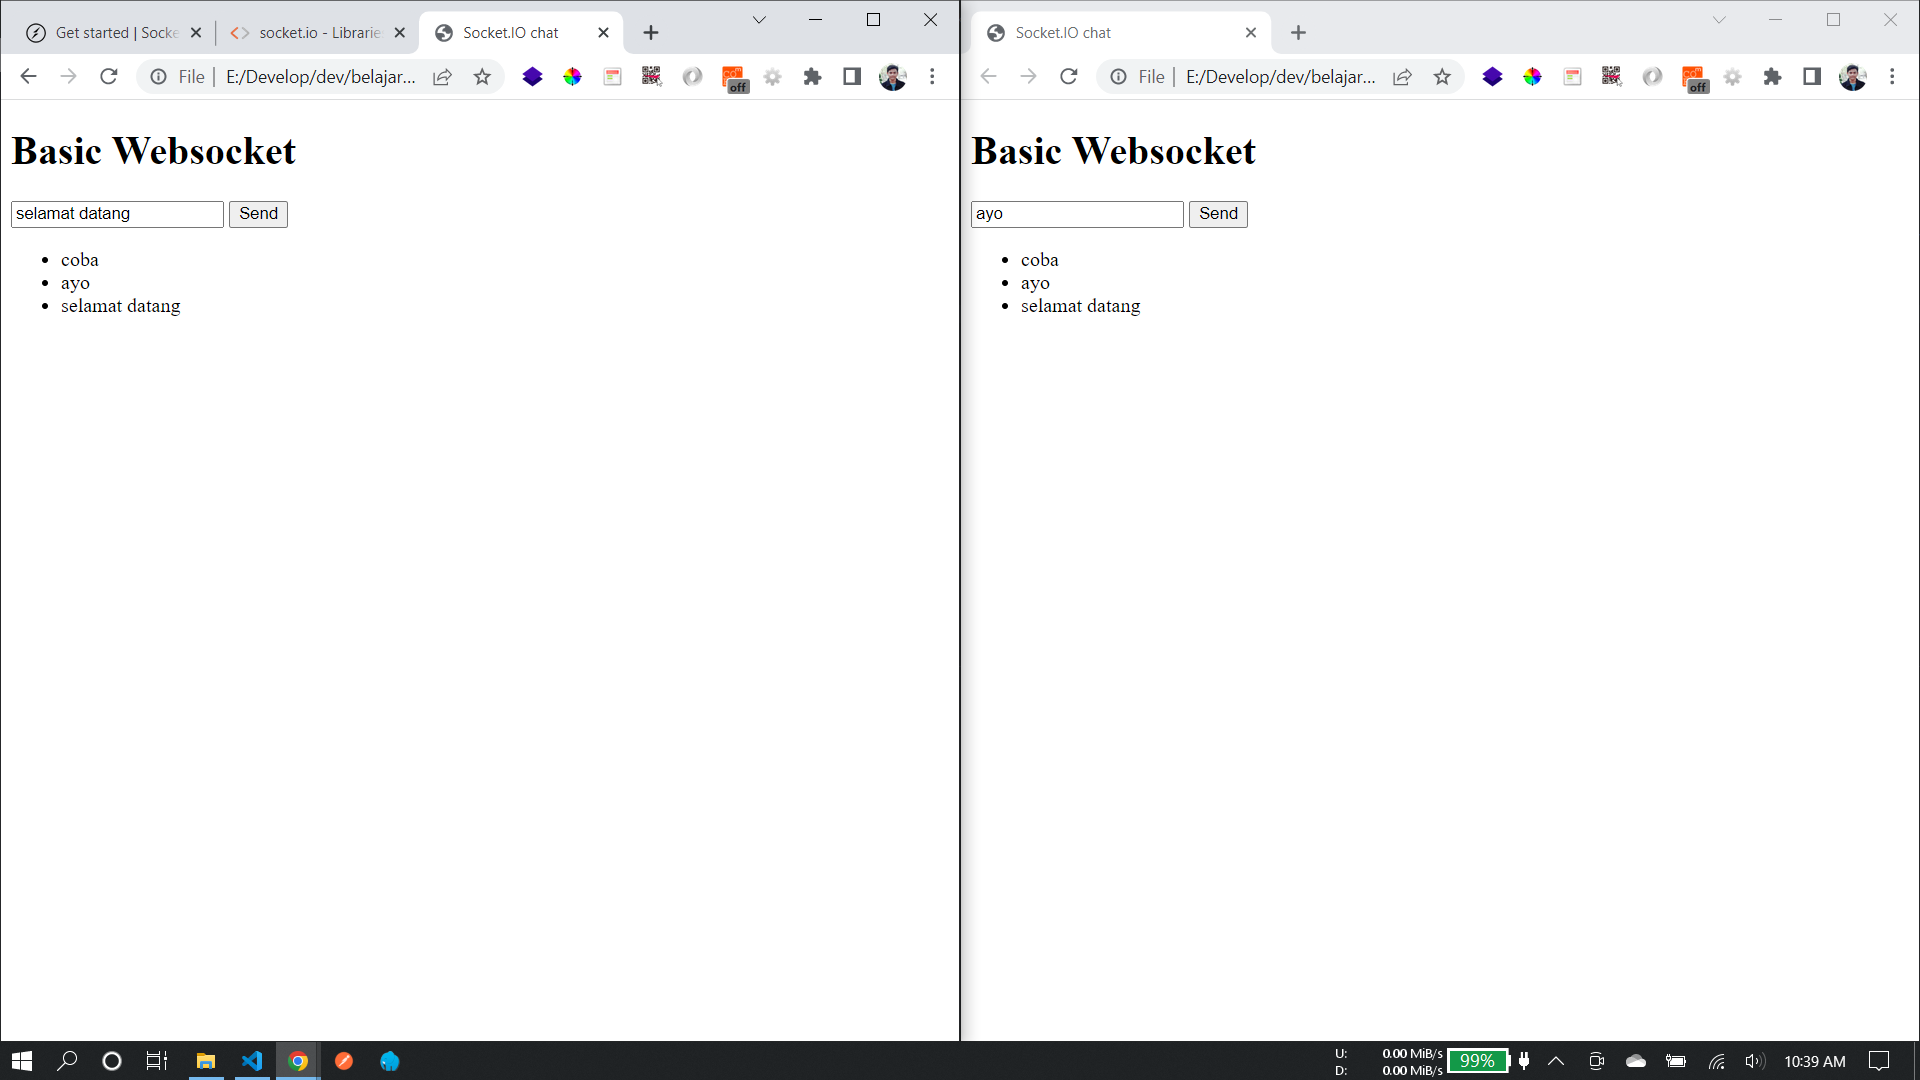 Get started | Socke
socket.io - Librarie
Socket.IO chat
File | E:/Develop/dev/belajar...
off
Basic Websocket
selamat datang Send
coba
ayo
selamat datang
Socket.IO chat
File | E:/Develop/dev/belajar...
off
Basic Websocket
ayo Send
coba
ayo
selamat datang
U: 0.00 MiB/s
D: 0.00 MiB/s
99%
10:39 AM